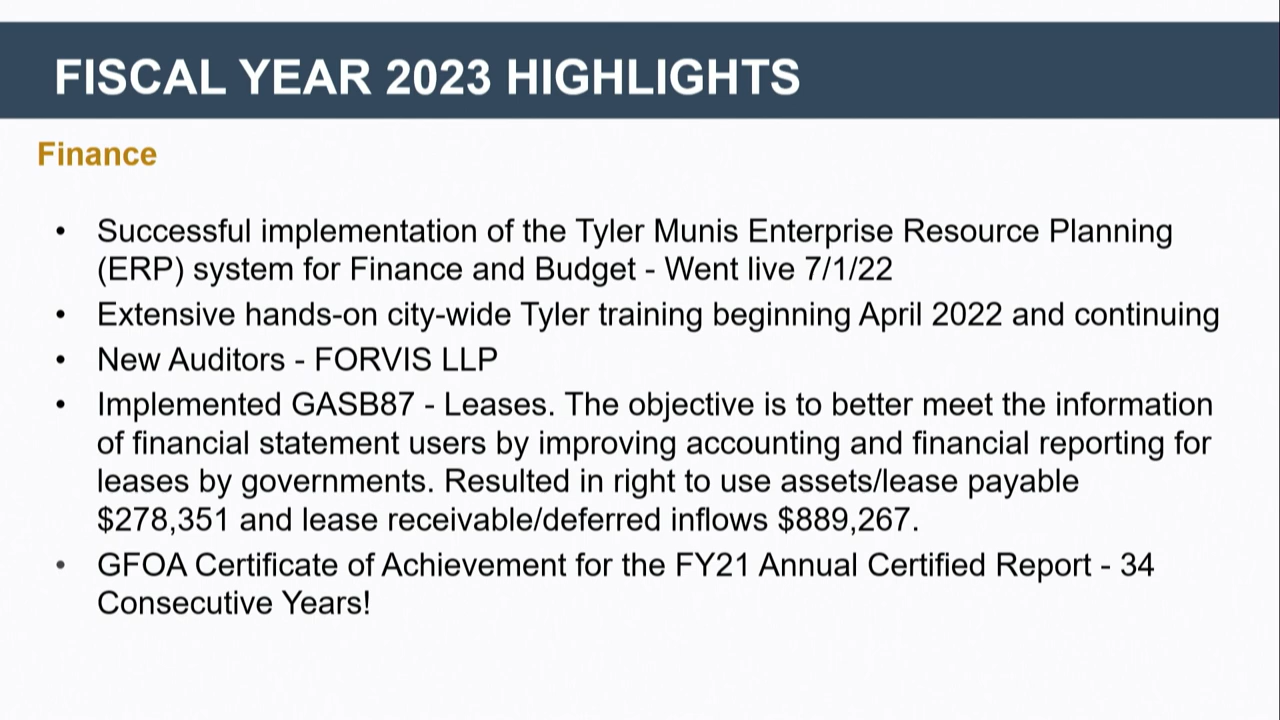 FISCAL YEAR 2023 HIGHLIGHTS
Finance
• Successful implementation of the Tyler Munis Enterprise Resource Planning
(ERP) system for Finance and Budget - Went live 7/1/22
• Extensive hands-on city-wide Tyler training beginning April 2022 and continuing
• New Auditors - FORVIS LLP
• Implemented GASB87 - Leases. The objective is to better meet the information
of financial statement users by improving accounting and financial reporting for
leases by governments. Resulted in right to use assets/lease payable
$278,351 and lease receivable/deferred inflows $889,267.
• GFOA Certificate of Achievement for the FY21 Annual Certified Report - 34
Consecutive Years!